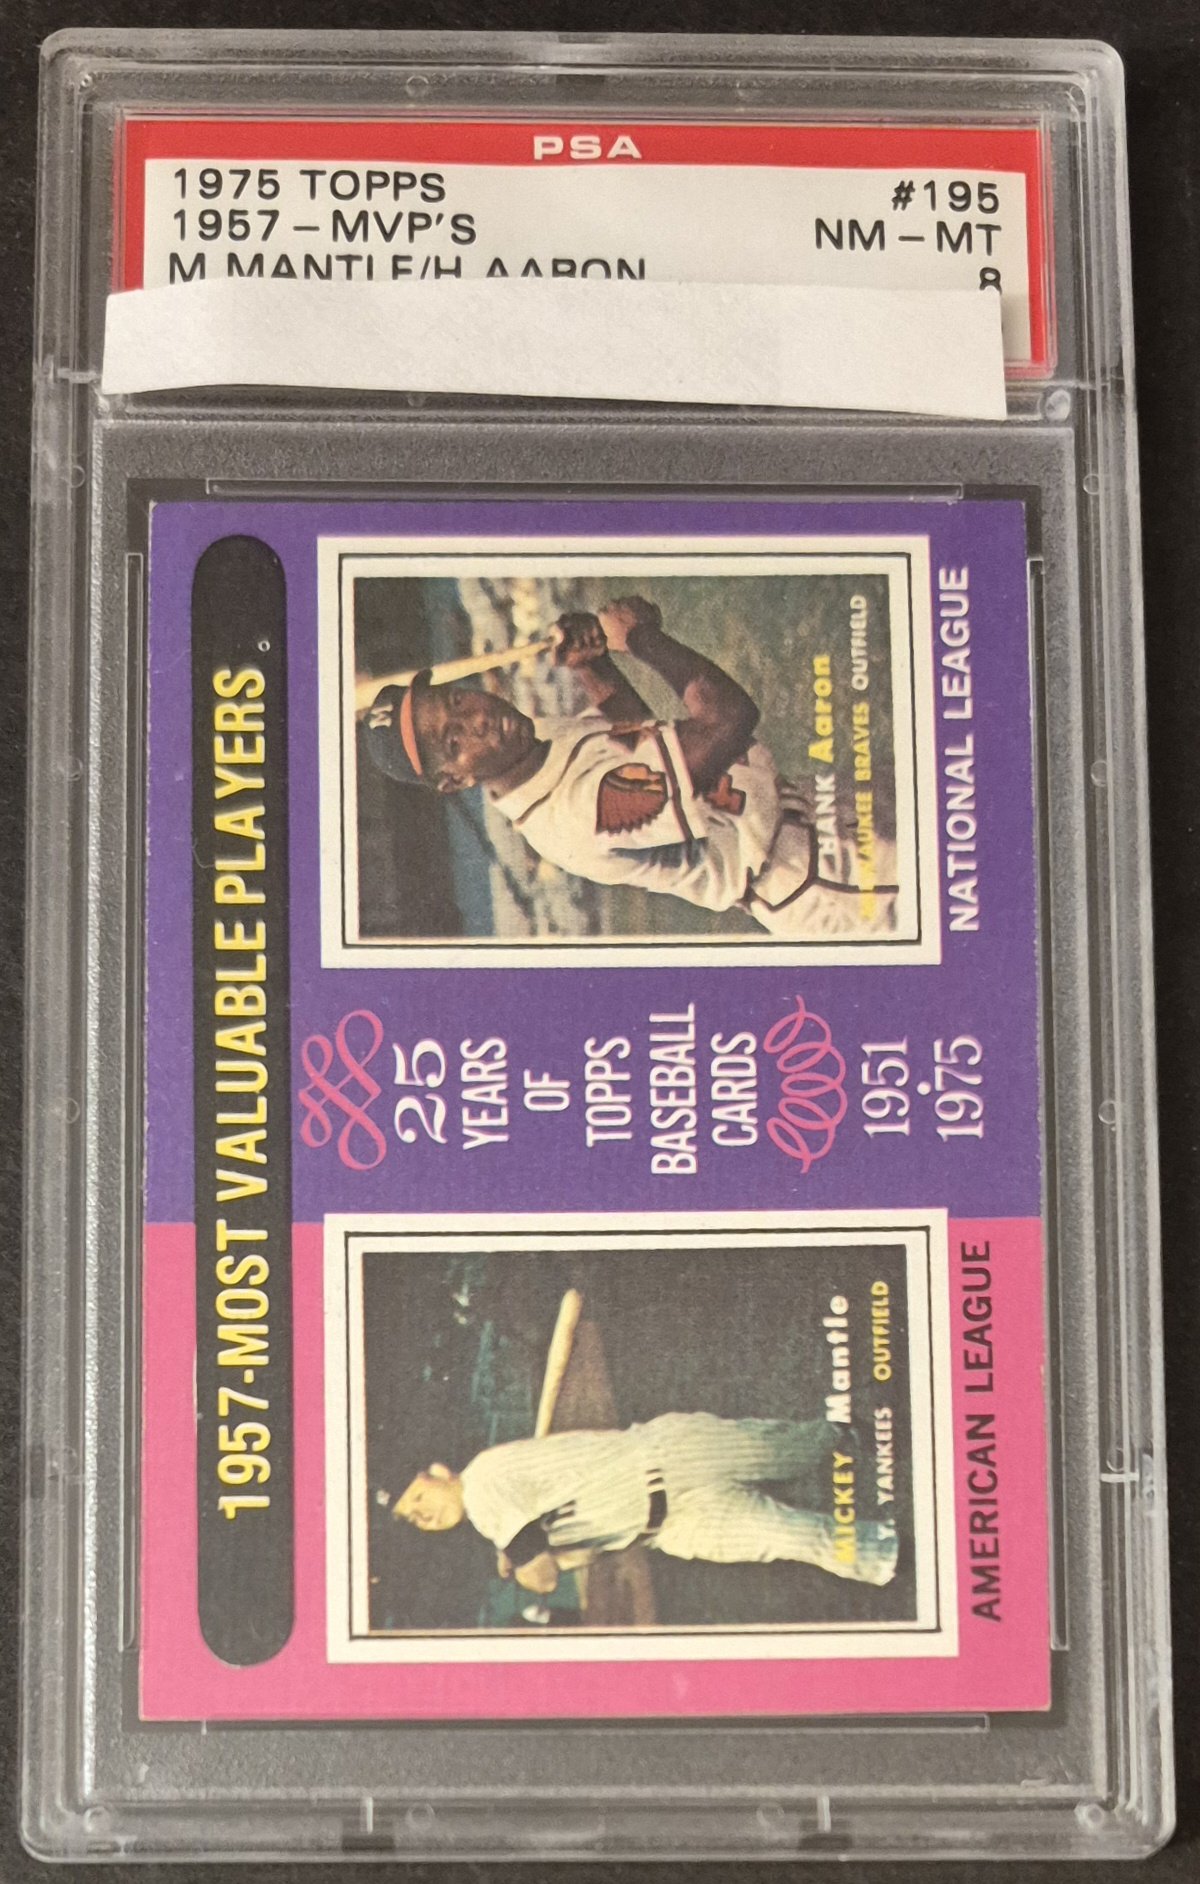 PSA
1975 TOPPS #195
1957 - MVP'S NM - MT
M MANTLE/H AARON 8
1957-MOST VALUABLE PLAYERS
MICKEY Mantle
Y. YANKEES OUTFIELD
AMERICAN LEAGUE
25
YEARS
OF
TOPPS
BASEBALL
CARDS
1951
•
1975
M
HANK Aaron
MILWAUKEE BRAVES OUTFIELD
NATIONAL LEAGUE